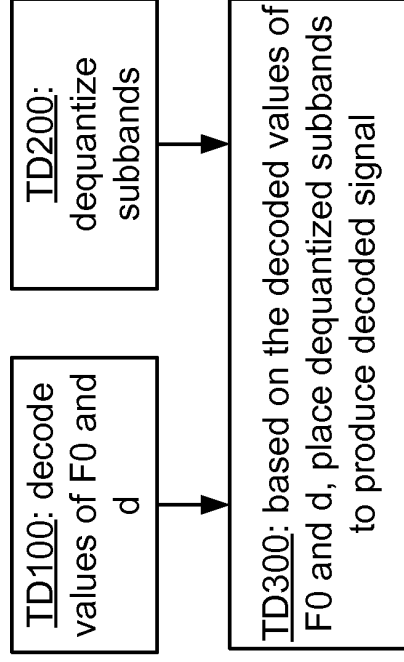 TD100: decode
values of F0 and
d
TD200:
dequantize
subbands
TD300: based on the decoded values of
F0 and d, place dequantized subbands
to produce decoded signal